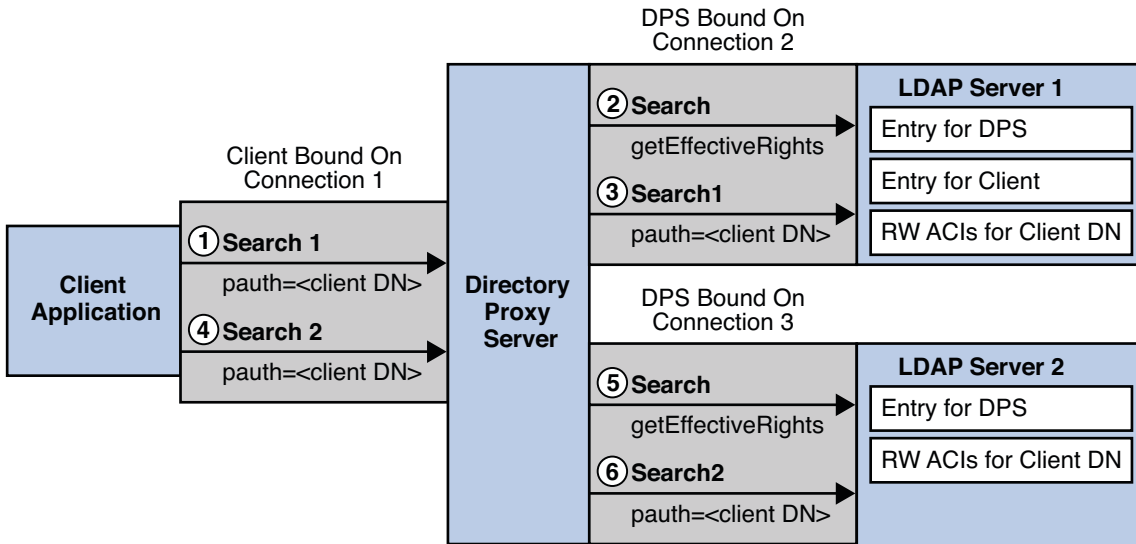 DPS Bound On
Connection 2
Client Bound On
Connection 1
Client
Application
1 Search 1
pauth=<client DN>
4 Search 2
pauth=<client DN>
Directory
Proxy
Server
2 Search
getEffectiveRights
3 Search1
pauth=<client DN>
LDAP Server 1
Entry for DPS
Entry for Client
RW ACIs for Client DN
DPS Bound On
Connection 3
5 Search
getEffectiveRights
6 Search2
pauth=<client DN>
LDAP Server 2
Entry for DPS
RW ACIs for Client DN